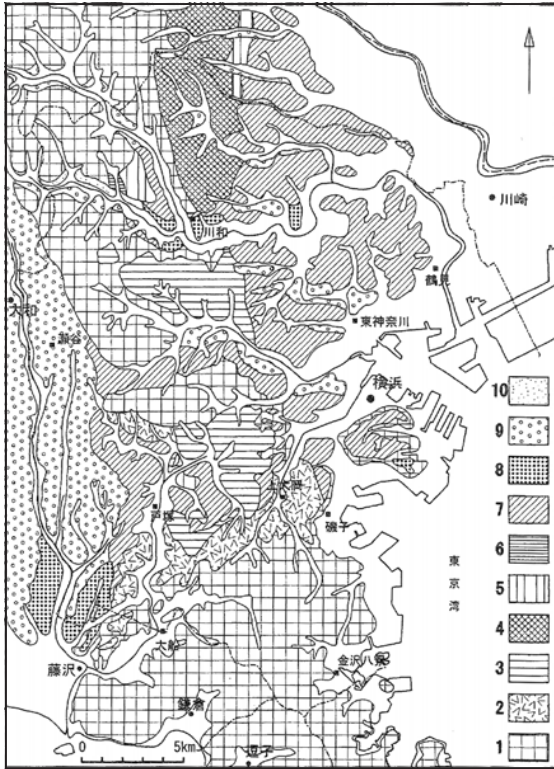 川崎
川和
鶴見
大和
東神奈川
瀬谷
横浜
10
9
8
上大岡
戸塚
磯子
7
6
東京湾
5
4
大船
藤沢
金沢八景
3
鎌倉
2
0 5km
逗子
1